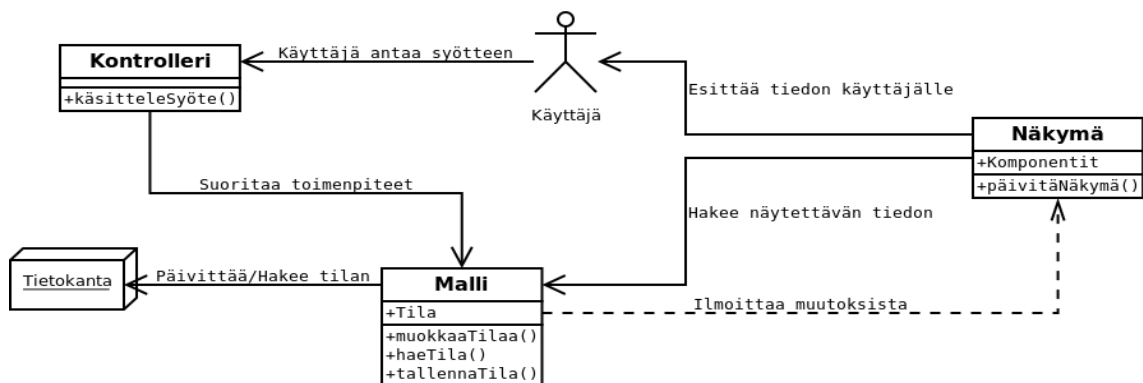 Kontrolleri
+käsitteleSyöte()
Käyttäjä antaa syötteen
Käyttäjä
Esittää tiedon käyttäjälle
Näkymä
+Komponentit
+päivitäNäkymä()
Suoritaa toimenpiteet
Hakee näytettävän tiedon
Tietokanta
Päivittää/Hakee tilan
Malli
+Tila
+muokkaaTilaa()
+haeTila()
+tallennaTila()
Ilmoittaa muutoksista